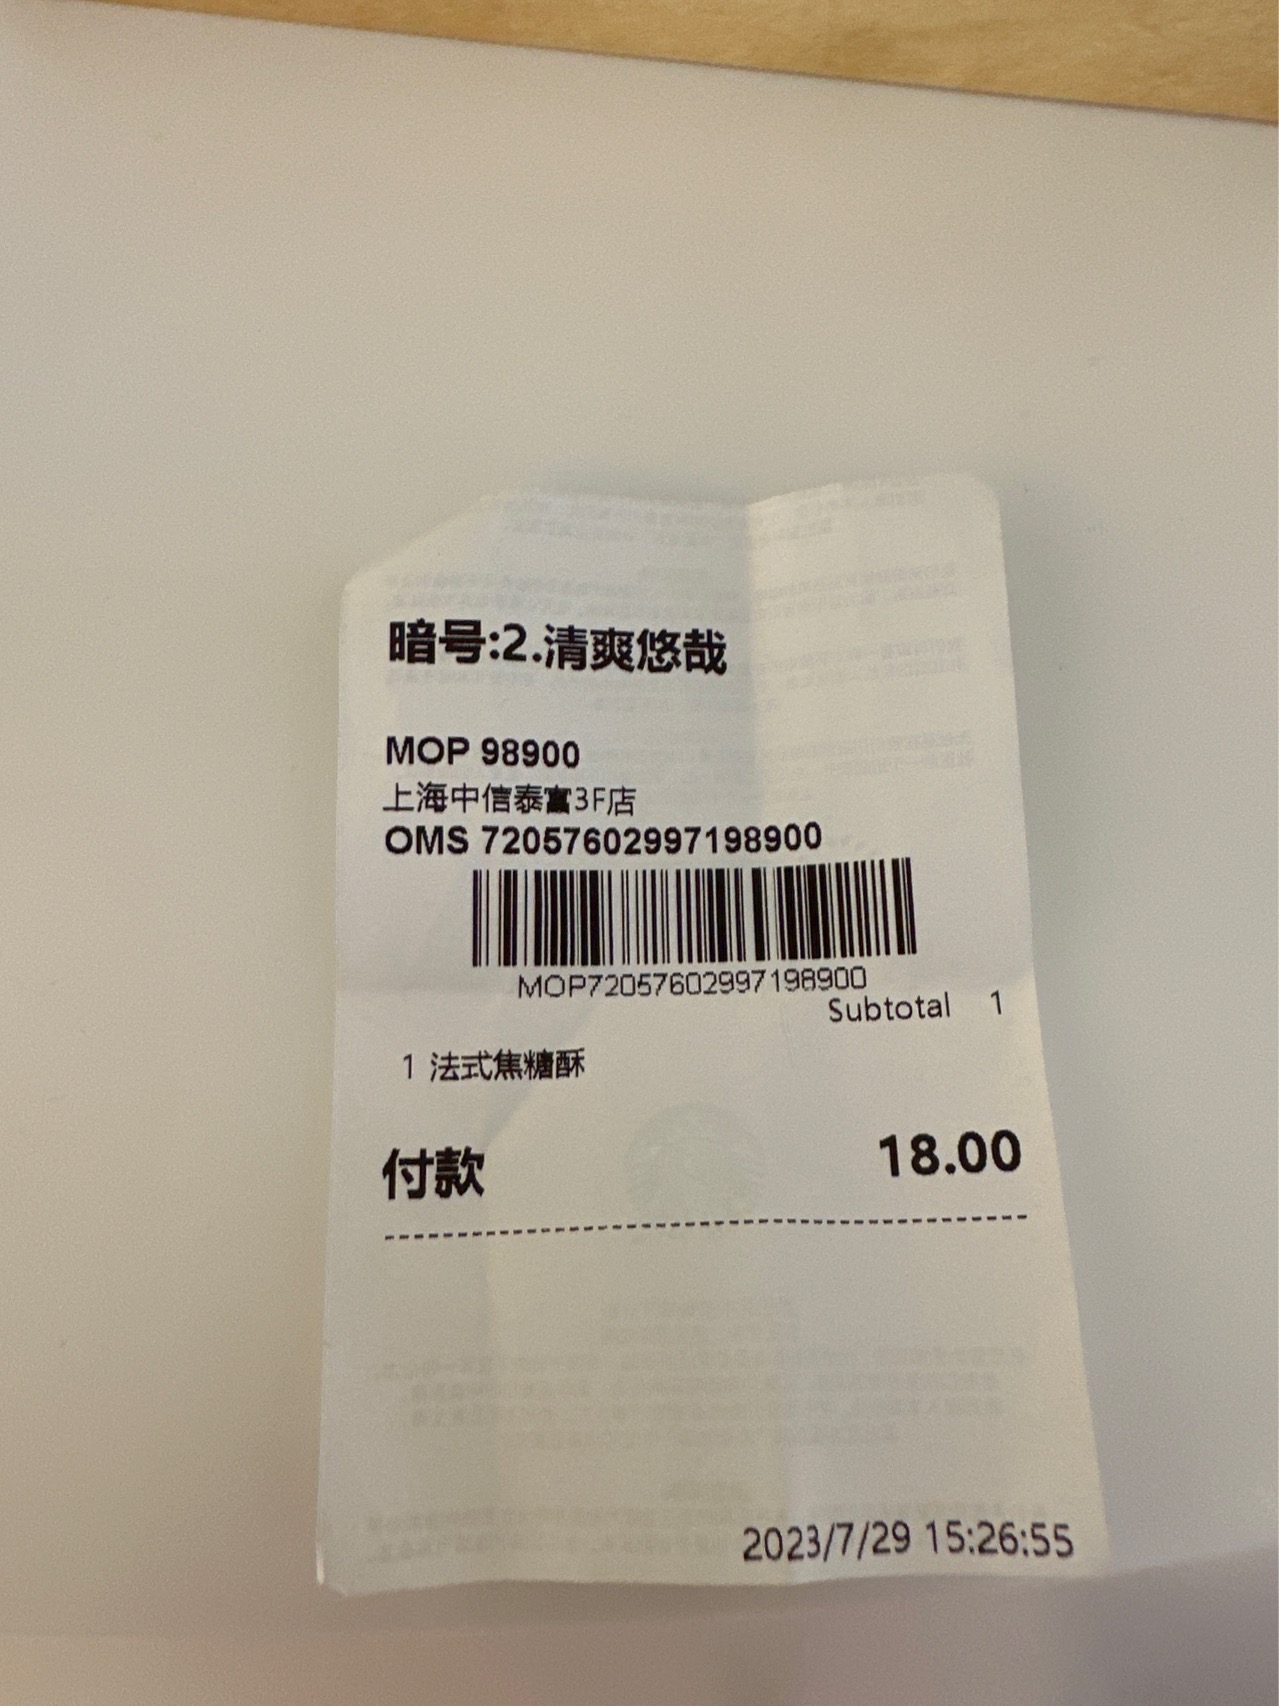 暗号:2.清爽悠哉
MOP 98900
上海中信泰富3F店
OMS 72057602997198900
MOP72057602997198900
Subtotal 1
1 法式焦糖酥
付款 18.00
2023/7/29 15:26:55